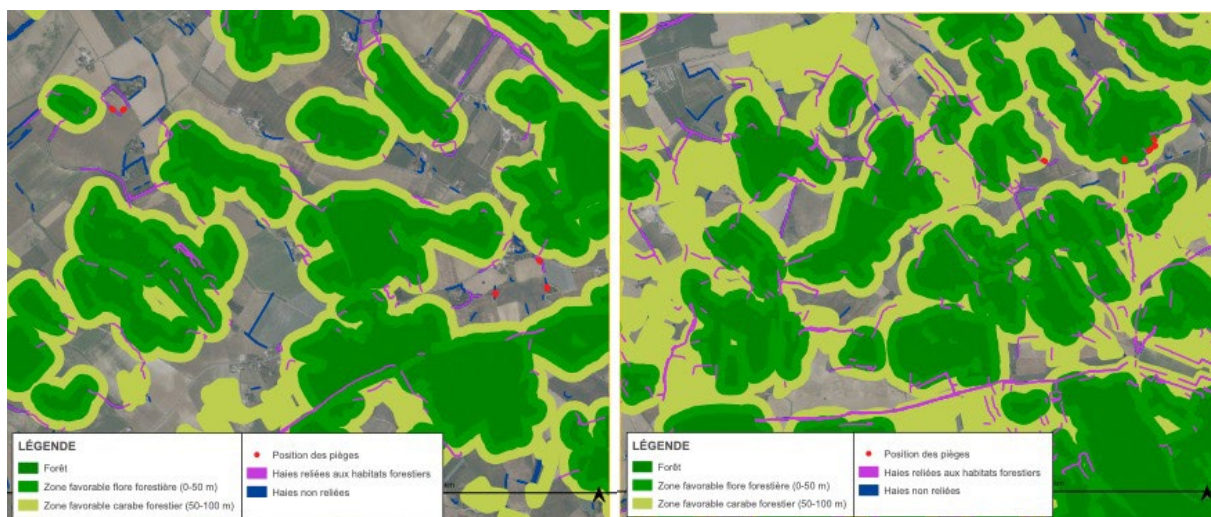 LÉGENDE
Forêt
Zone favorable flore forestière (0-50 m)
Zone favorable carabe forestier (50-100 m)
Position des pièges
Haies reliées aux habitats forestiers
Haies non reliées
LÉGENDE
Forêt
Zone favorable flore forestière (0-50 m)
Zone favorable carabe forestier (50-100 m)
Position des pièges
Haies reliées aux habitats forestiers
Haies non reliées